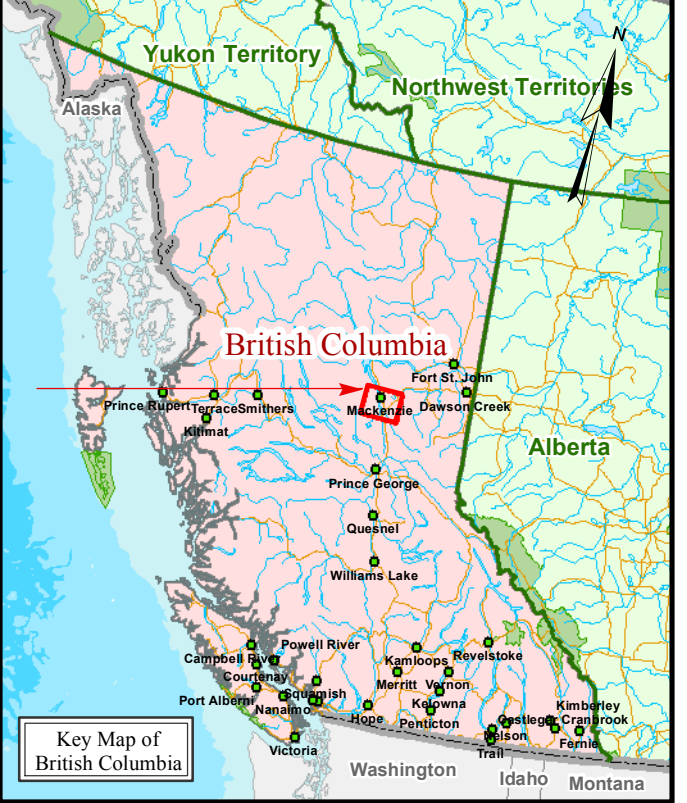 N
Yukon Territory
Northwest Territories
Alaska
British Columbia
Fort St. John
Prince Rupert
Terrace
Smithers
Mackenzie
Dawson Creek
Kitimat
Alberta
Prince George
Quesnel
Williams Lake
Powell River
Campbell River
Kamloops
Revelstoke
Courtenay
Merritt
Vernon
Squamish
Port Alberni
Nanaimo
Kelowna
Kimberley
Hope
Penticton
Castlegar
Cranbrook
Nelson
Fernie
Victoria
Trail
Key Map of
British Columbia
Washington
Idaho
Montana